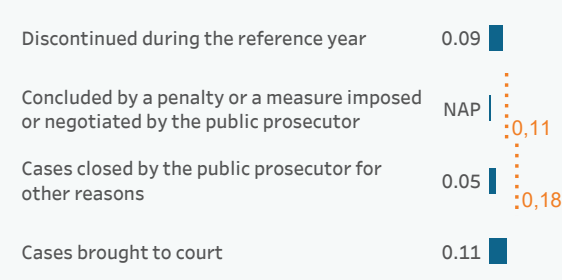 Discontinued during the reference year 0.09
Concluded by a penalty or a measure imposed
or negotiated by the public prosecutor NAP
0,11
Cases closed by the public prosecutor for
other reasons 0.05
0,18
Cases brought to court 0.11